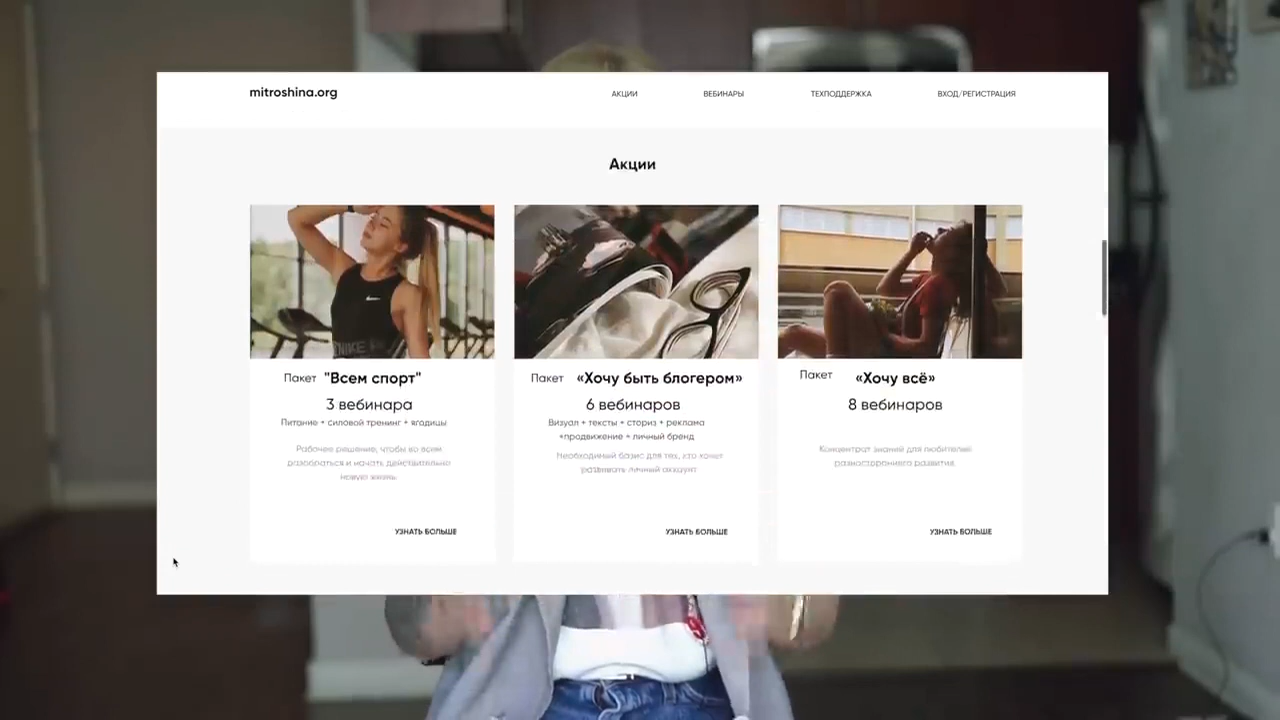 mitroshina.org
АКЦИИ
ВЕБИНАРЫ
ТЕХПОДДЕРЖКА
ВХОД/РЕГИСТРАЦИЯ
Акции
NIKE
Пакет "Всем спорт"
3 вебинара
Питание + силовой тренинг + ягодицы
Рабочее решение, чтобы во всем
разобраться и начать действительно
новую жизнь.
УЗНАТЬ БОЛЬШЕ
Пакет «Хочу быть блогером»
6 вебинаров
Визуал + тексты + сториз + реклама
+продвижение + личный бренд
Необходимый базис для тех, кто хочет
развивать личный аккаунт
УЗНАТЬ БОЛЬШЕ
Пакет «Хочу всё»
8 вебинаров
Концентрат знаний для любителей
разностороннего развития.
УЗНАТЬ БОЛЬШЕ